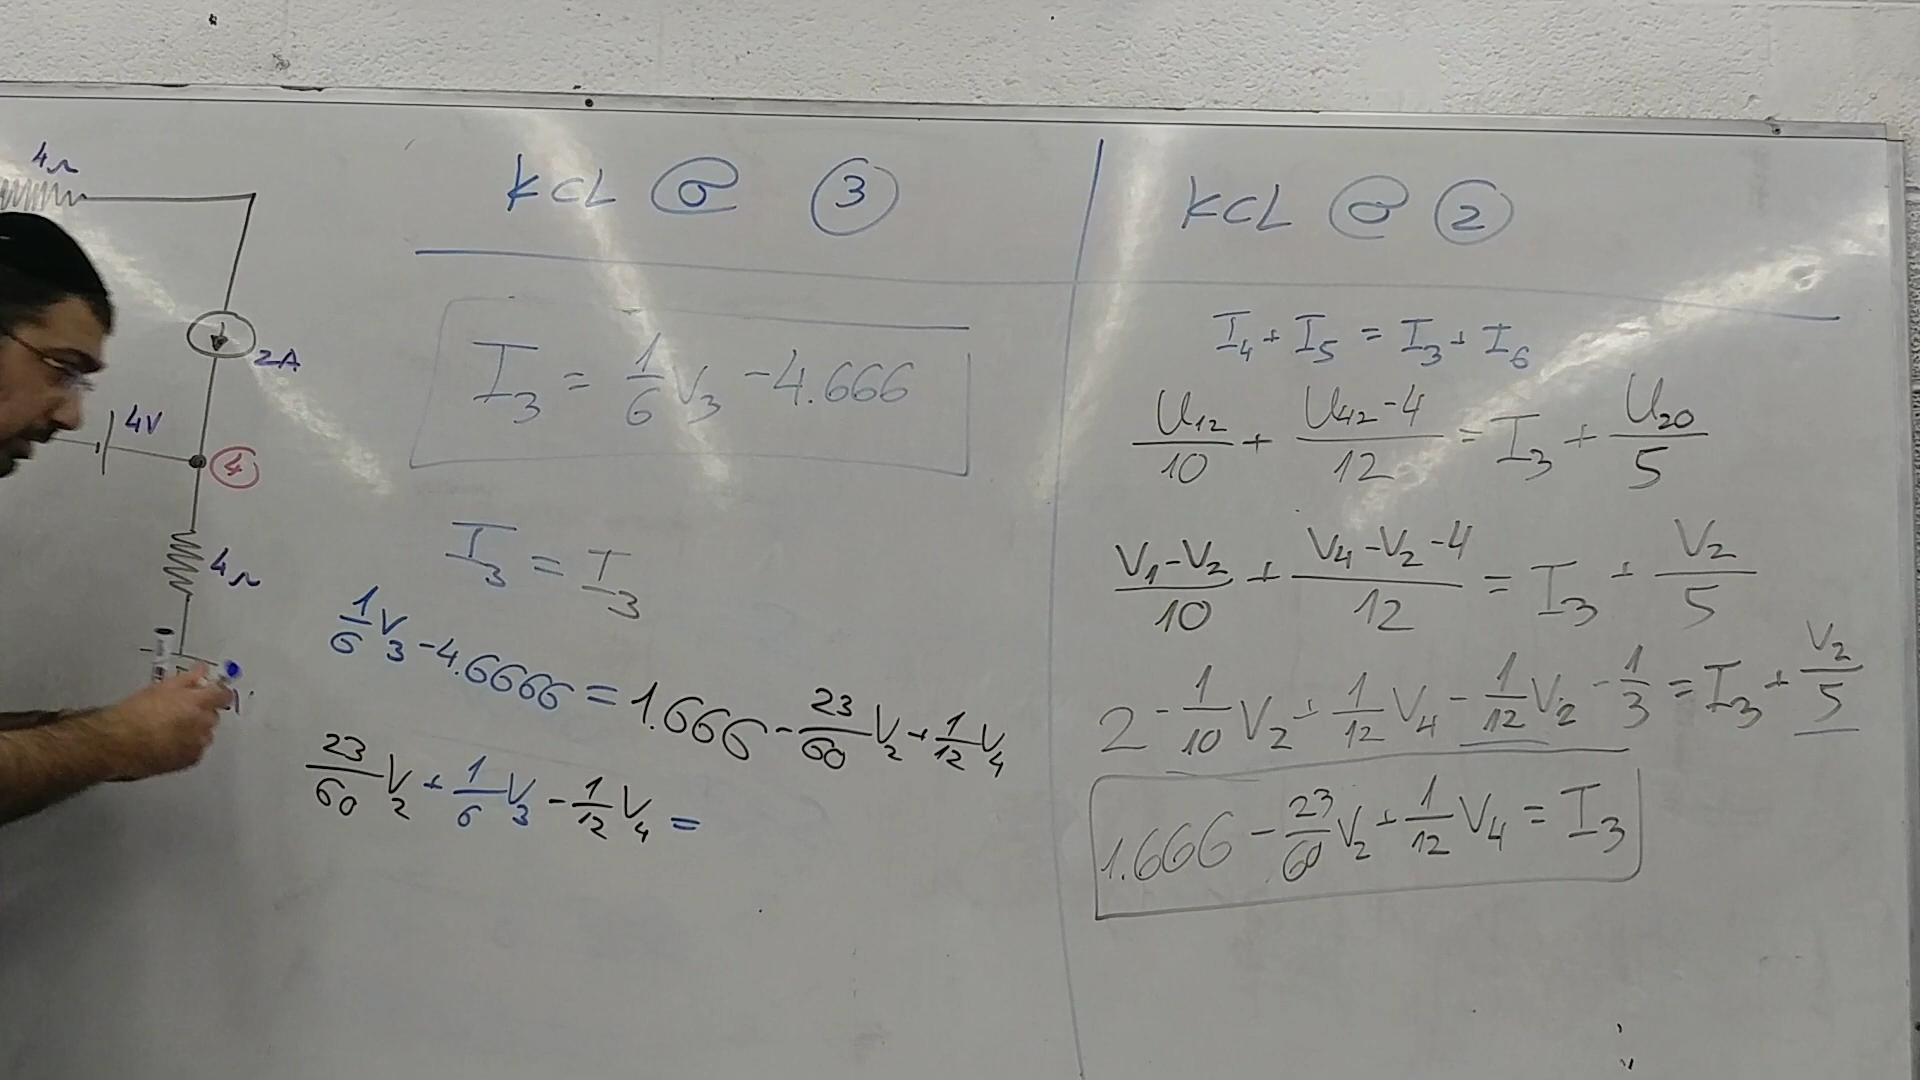 4Ω
2A
4V
4
4Ω
KCL @ 3
I₃ = 1/6 V₃ - 4.666
I₃ = I₃
1/6 V₃ - 4.6666 = 1.666 - 23/60 V₂ + 1/12 V₄
23/60 V₂ + 1/6 V₃ - 1/12 V₄ =
KCL @ 2
I₄ + I₅ = I₃ + I₆
U₁₂/10 + U₄₂-4/12 = I₃ + U₂₀/5
V₁-V₂/10 + V₄-V₂-4/12 = I₃ + V₂/5
2 - 1/10 V₂ + 1/12 V₄ - 1/12 V₂ - 1/3 = I₃ + V₂/5
1.666 - 23/60 V₂ + 1/12 V₄ = I₃